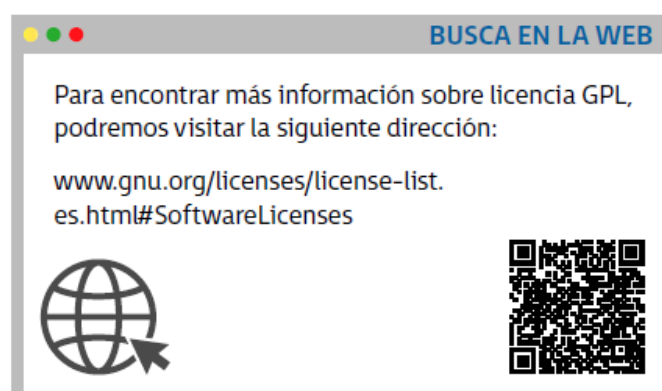 BUSCA EN LA WEB
Para encontrar más información sobre licencia GPL,
podremos visitar la siguiente dirección:
www.gnu.org/licenses/license-list.
es.html#SoftwareLicenses